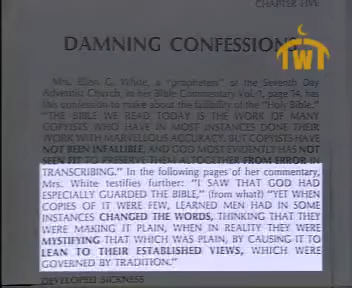 CHAPTER FIVE
DAMNING CONFESSIONS
TWT
Mrs. Ellen G. White, a "prophetess" of the Seventh Day
Adventist Church, in her Bible Commentary Vol. 1, page 14, has
this confession to make about the fallibility of the "Holy Bible."
"THE BIBLE WE READ TODAY IS THE WORK OF MANY
COPYISTS WHO HAVE IN MOST INSTANCES DONE THEIR
WORK WITH MARVELLOUS ACCURACY. BUT COPYISTS HAVE
NOT BEEN INFALLIBLE, AND GOD MOST EVIDENTLY HAS NOT
SEEN FIT TO PRESERVE THEM ALTOGETHER FROM ERROR IN
TRANSCRIBING." In the following pages of her commentary,
Mrs. White testifies further: "I SAW THAT GOD HAD
ESPECIALLY GUARDED THE BIBLE," (from what?) "YET WHEN
COPIES OF IT WERE FEW, LEARNED MEN HAD IN SOME
INSTANCES CHANGED THE WORDS, THINKING THAT THEY
WERE MAKING IT PLAIN, WHEN IN REALITY THEY WERE
MYSTIFYING THAT WHICH WAS PLAIN, BY CAUSING IT TO
LEAN TO THEIR ESTABLISHED VIEWS, WHICH WERE
GOVERNED BY TRADITION."
DEVELOPED SICKNESS